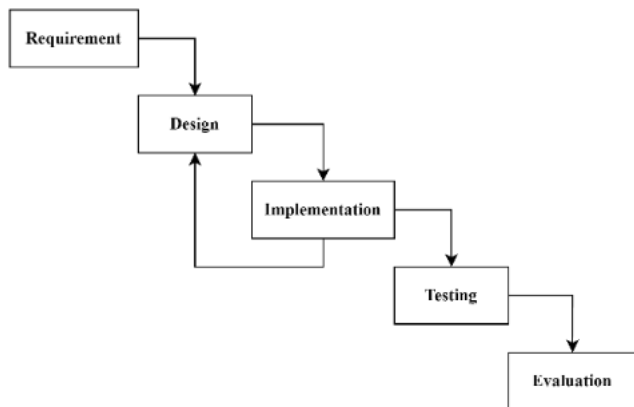 Requirement
Design
Implementation
Testing
Evaluation